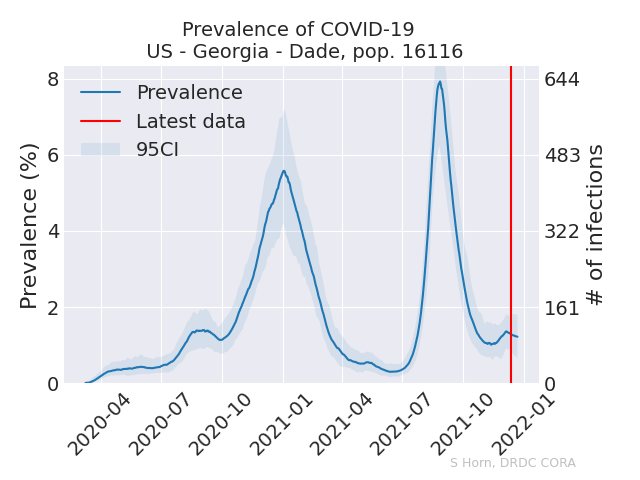 Prevalence of COVID-19
US - Georgia - Dade, pop. 16116
Prevalence
Latest data
95CI
Prevalence (%)
8
6
4
2
0
644
483
322
161
0
# of infections
2020-04
2020-07
2020-10
2021-01
2021-04
2021-07
2021-10
2022-01
S Horn, DRDC CORA